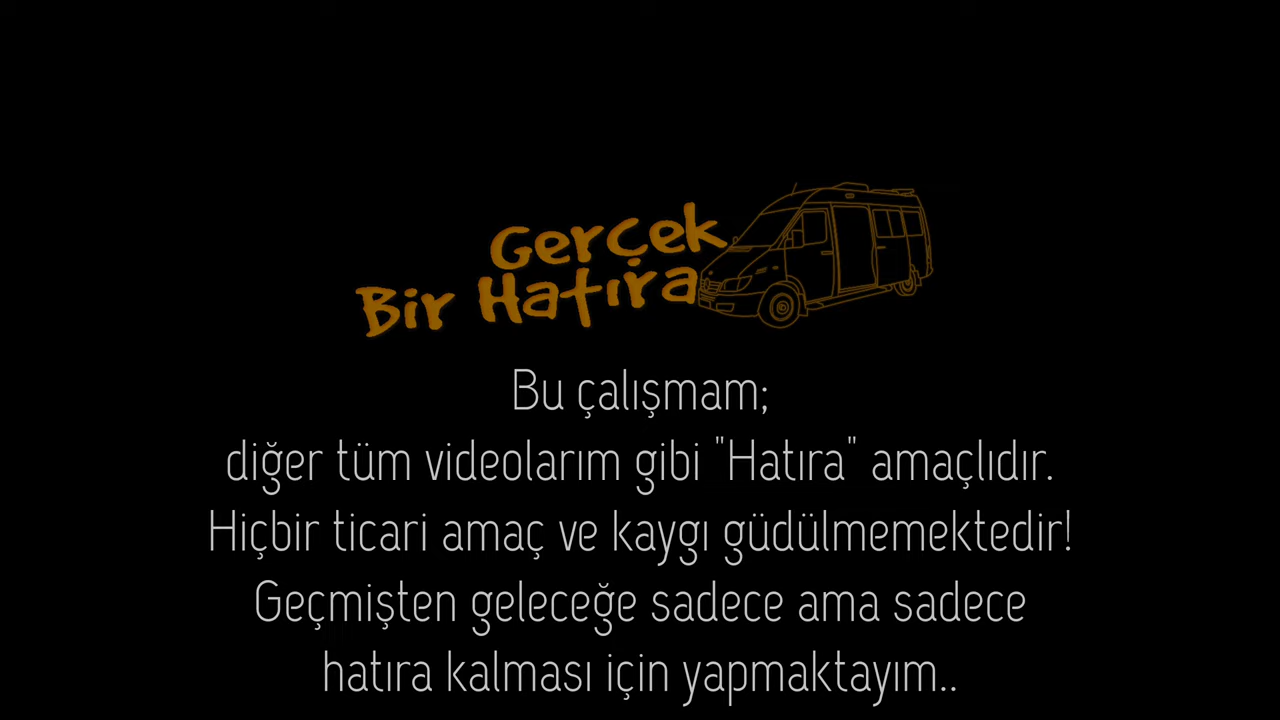 Gerçek
Bir Hatıra
Bu çalışmam;
diğer tüm videolarım gibi "Hatıra" amaçlıdır.
Hiçbir ticari amaç ve kaygı güdülmemektedir!
Geçmişten geleceğe sadece ama sadece
hatıra kalması için yapmaktayım..